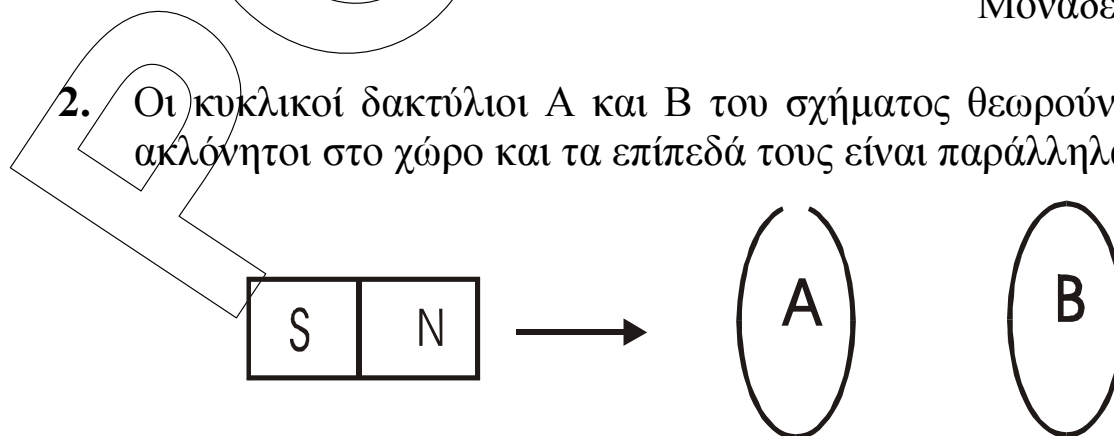 Μονάδε
2. Οι κυκλικοί δακτύλιοι Α και Β του σχήματος θεωρούν
ακλόνητοι στο χώρο και τα επίπεδά τους είναι παράλληλα
S N A B